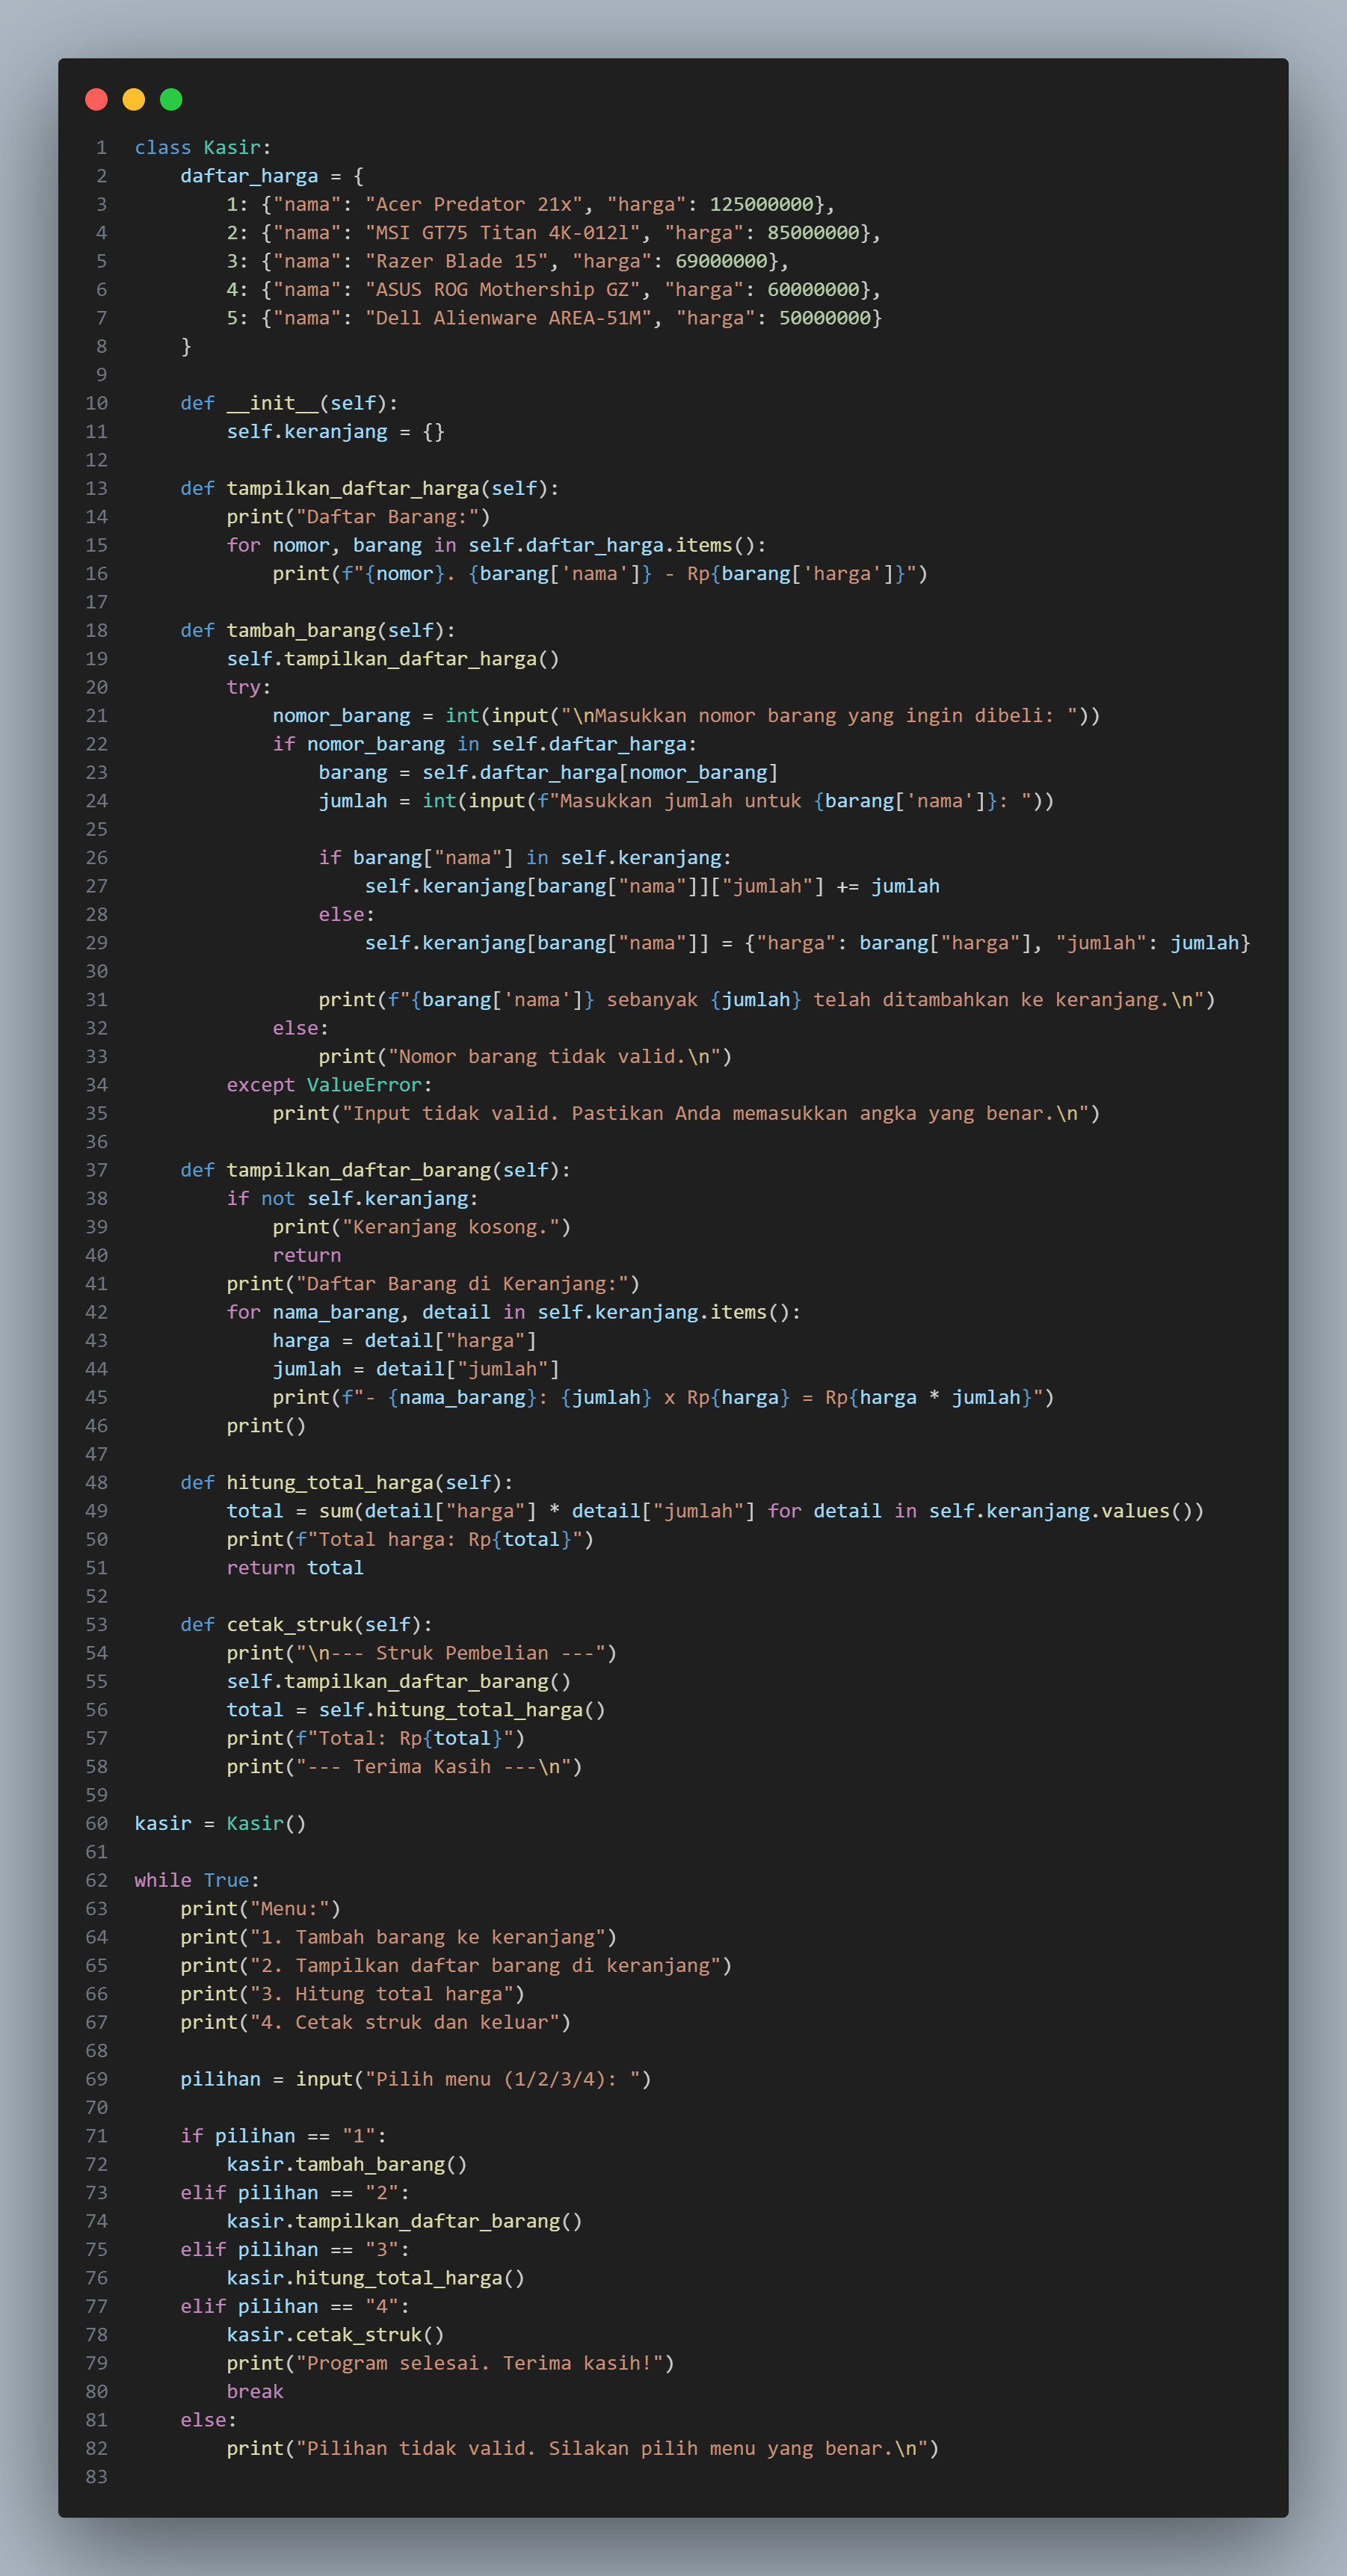 1 class Kasir:
2     daftar_harga = {
3         1: {"nama": "Acer Predator 21x", "harga": 125000000},
4         2: {"nama": "MSI GT75 Titan 4K-012l", "harga": 85000000},
5         3: {"nama": "Razer Blade 15", "harga": 69000000},
6         4: {"nama": "ASUS ROG Mothership GZ", "harga": 60000000},
7         5: {"nama": "Dell Alienware AREA-51M", "harga": 50000000}
8     }
9
10     def __init__(self):
11         self.keranjang = {}
12
13     def tampilkan_daftar_harga(self):
14         print("Daftar Barang:")
15         for nomor, barang in self.daftar_harga.items():
16             print(f"{nomor}. {barang['nama']} - Rp{barang['harga']}")
17
18     def tambah_barang(self):
19         self.tampilkan_daftar_harga()
20         try:
21             nomor_barang = int(input("\nMasukkan nomor barang yang ingin dibeli: "))
22             if nomor_barang in self.daftar_harga:
23                 barang = self.daftar_harga[nomor_barang]
24                 jumlah = int(input(f"Masukkan jumlah untuk {barang['nama']}: "))
25
26                 if barang["nama"] in self.keranjang:
27                     self.keranjang[barang["nama"]]["jumlah"] += jumlah
28                 else:
29                     self.keranjang[barang["nama"]] = {"harga": barang["harga"], "jumlah": jumlah}
30
31                 print(f"{barang['nama']} sebanyak {jumlah} telah ditambahkan ke keranjang.\n")
32             else:
33                 print("Nomor barang tidak valid.\n")
34         except ValueError:
35             print("Input tidak valid. Pastikan Anda memasukkan angka yang benar.\n")
36
37     def tampilkan_daftar_barang(self):
38         if not self.keranjang:
39             print("Keranjang kosong.")
40             return
41         print("Daftar Barang di Keranjang:")
42         for nama_barang, detail in self.keranjang.items():
43             harga = detail["harga"]
44             jumlah = detail["jumlah"]
45             print(f"- {nama_barang}: {jumlah} x Rp{harga} = Rp{harga * jumlah}")
46         print()
47
48     def hitung_total_harga(self):
49         total = sum(detail["harga"] * detail["jumlah"] for detail in self.keranjang.values())
50         print(f"Total harga: Rp{total}")
51         return total
52
53     def cetak_struk(self):
54         print("\n--- Struk Pembelian ---")
55         self.tampilkan_daftar_barang()
56         total = self.hitung_total_harga()
57         print(f"Total: Rp{total}")
58         print("--- Terima Kasih ---\n")
59
60 kasir = Kasir()
61
62 while True:
63     print("Menu:")
64     print("1. Tambah barang ke keranjang")
65     print("2. Tampilkan daftar barang di keranjang")
66     print("3. Hitung total harga")
67     print("4. Cetak struk dan keluar")
68
69     pilihan = input("Pilih menu (1/2/3/4): ")
70
71     if pilihan == "1":
72         kasir.tambah_barang()
73     elif pilihan == "2":
74         kasir.tampilkan_daftar_barang()
75     elif pilihan == "3":
76         kasir.hitung_total_harga()
77     elif pilihan == "4":
78         kasir.cetak_struk()
79         print("Program selesai. Terima kasih!")
80         break
81     else:
82         print("Pilihan tidak valid. Silakan pilih menu yang benar.\n")
83